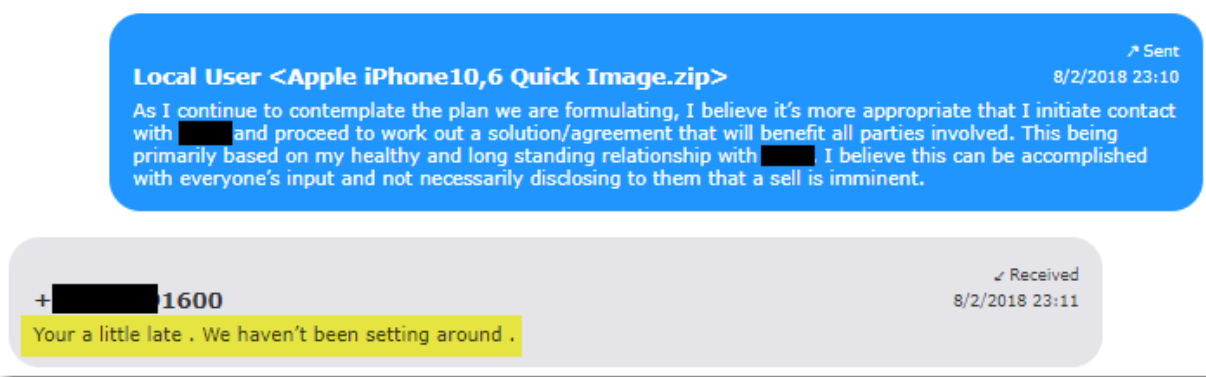 ↗ Sent
Local User <Apple iPhone10,6 Quick Image.zip>
8/2/2018 23:10
As I continue to contemplate the plan we are formulating, I believe it's more appropriate that I initiate contact
with and proceed to work out a solution/agreement that will benefit all parties involved. This being
primarily based on my healthy and long standing relationship with . I believe this can be accomplished
with everyone's input and not necessarily disclosing to them that a sell is imminent.
↙ Received
+ 1600
8/2/2018 23:11
Your a little late . We haven't been setting around .